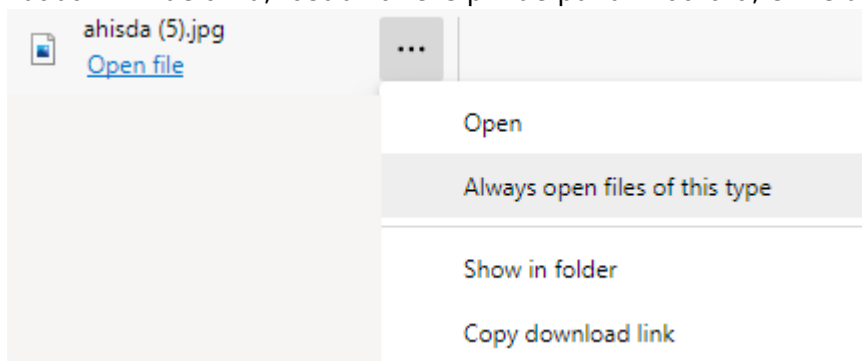 ahisda (5).jpg
Open file
...
Open
Always open files of this type
Show in folder
Copy download link